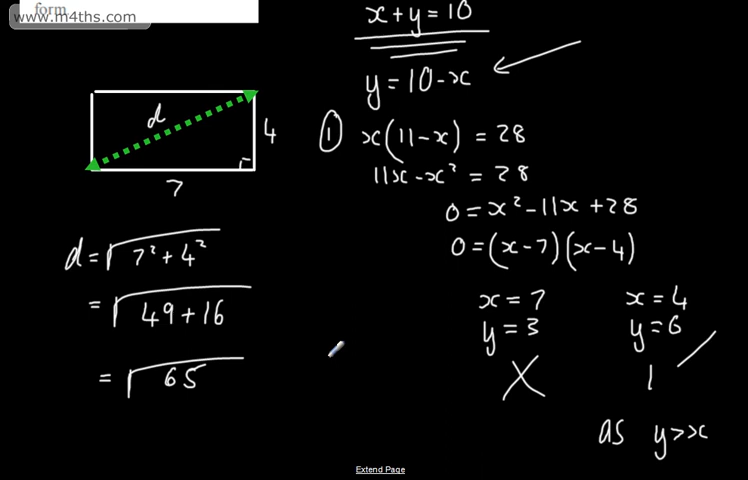 form
www.m4ths.com
x+y=10
y=10-x
① x(11-x) = 28
11x-x² = 28
0=x²-11x+28
0=(x-7)(x-4)
x=7 x=4
y=3 y=6
X
as y>x
d
4
7
d=√7²+4²
=√49+16
=√65
Extend Page